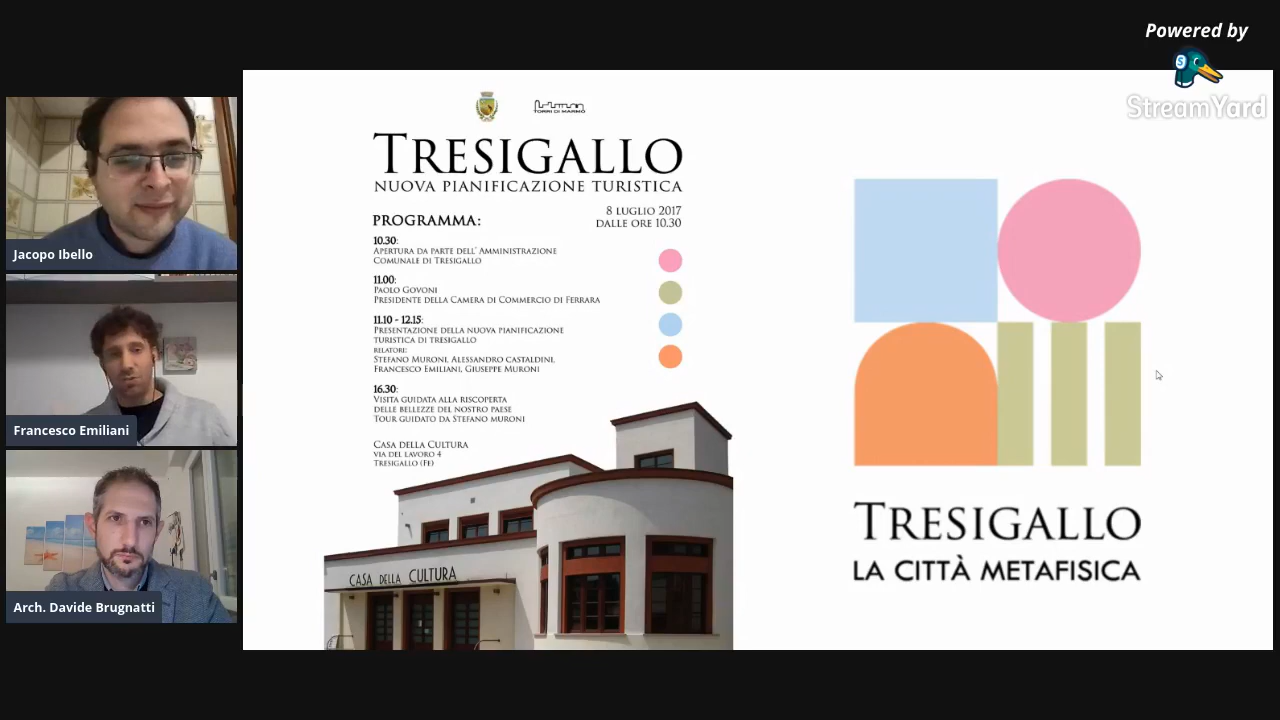 Powered by
StreamYard
Jacopo Ibello
Francesco Emiliani
Arch. Davide Brugnatti
TORRI DI MARMO
TRESIGALLO
NUOVA PIANIFICAZIONE TURISTICA
8 LUGLIO 2017
DALLE ORE 10.30
PROGRAMMA:
10.30:
APERTURA DA PARTE DELL' AMMINISTRAZIONE
COMUNALE DI TRESIGALLO
11.00:
PAOLO GOVONI
PRESIDENTE DELLA CAMERA DI COMMERCIO DI FERRARA
11.10 - 12.15:
PRESENTAZIONE DELLA NUOVA PIANIFICAZIONE
TURISTICA DI TRESIGALLO
RELATORI:
STEFANO MURONI, ALESSANDRO CASTALDINI,
FRANCESCO EMILIANI, GIUSEPPE MURONI
16.30:
VISITA GUIDATA ALLA RISCOPERTA
DELLE BELLEZZE DEL NOSTRO PAESE
TOUR GUIDATO DA STEFANO MURONI
CASA DELLA CULTURA
VIA DEL LAVORO 4
TRESIGALLO (FE)
CASA DELLA CULTURA
TRESIGALLO
LA CITTÀ METAFISICA